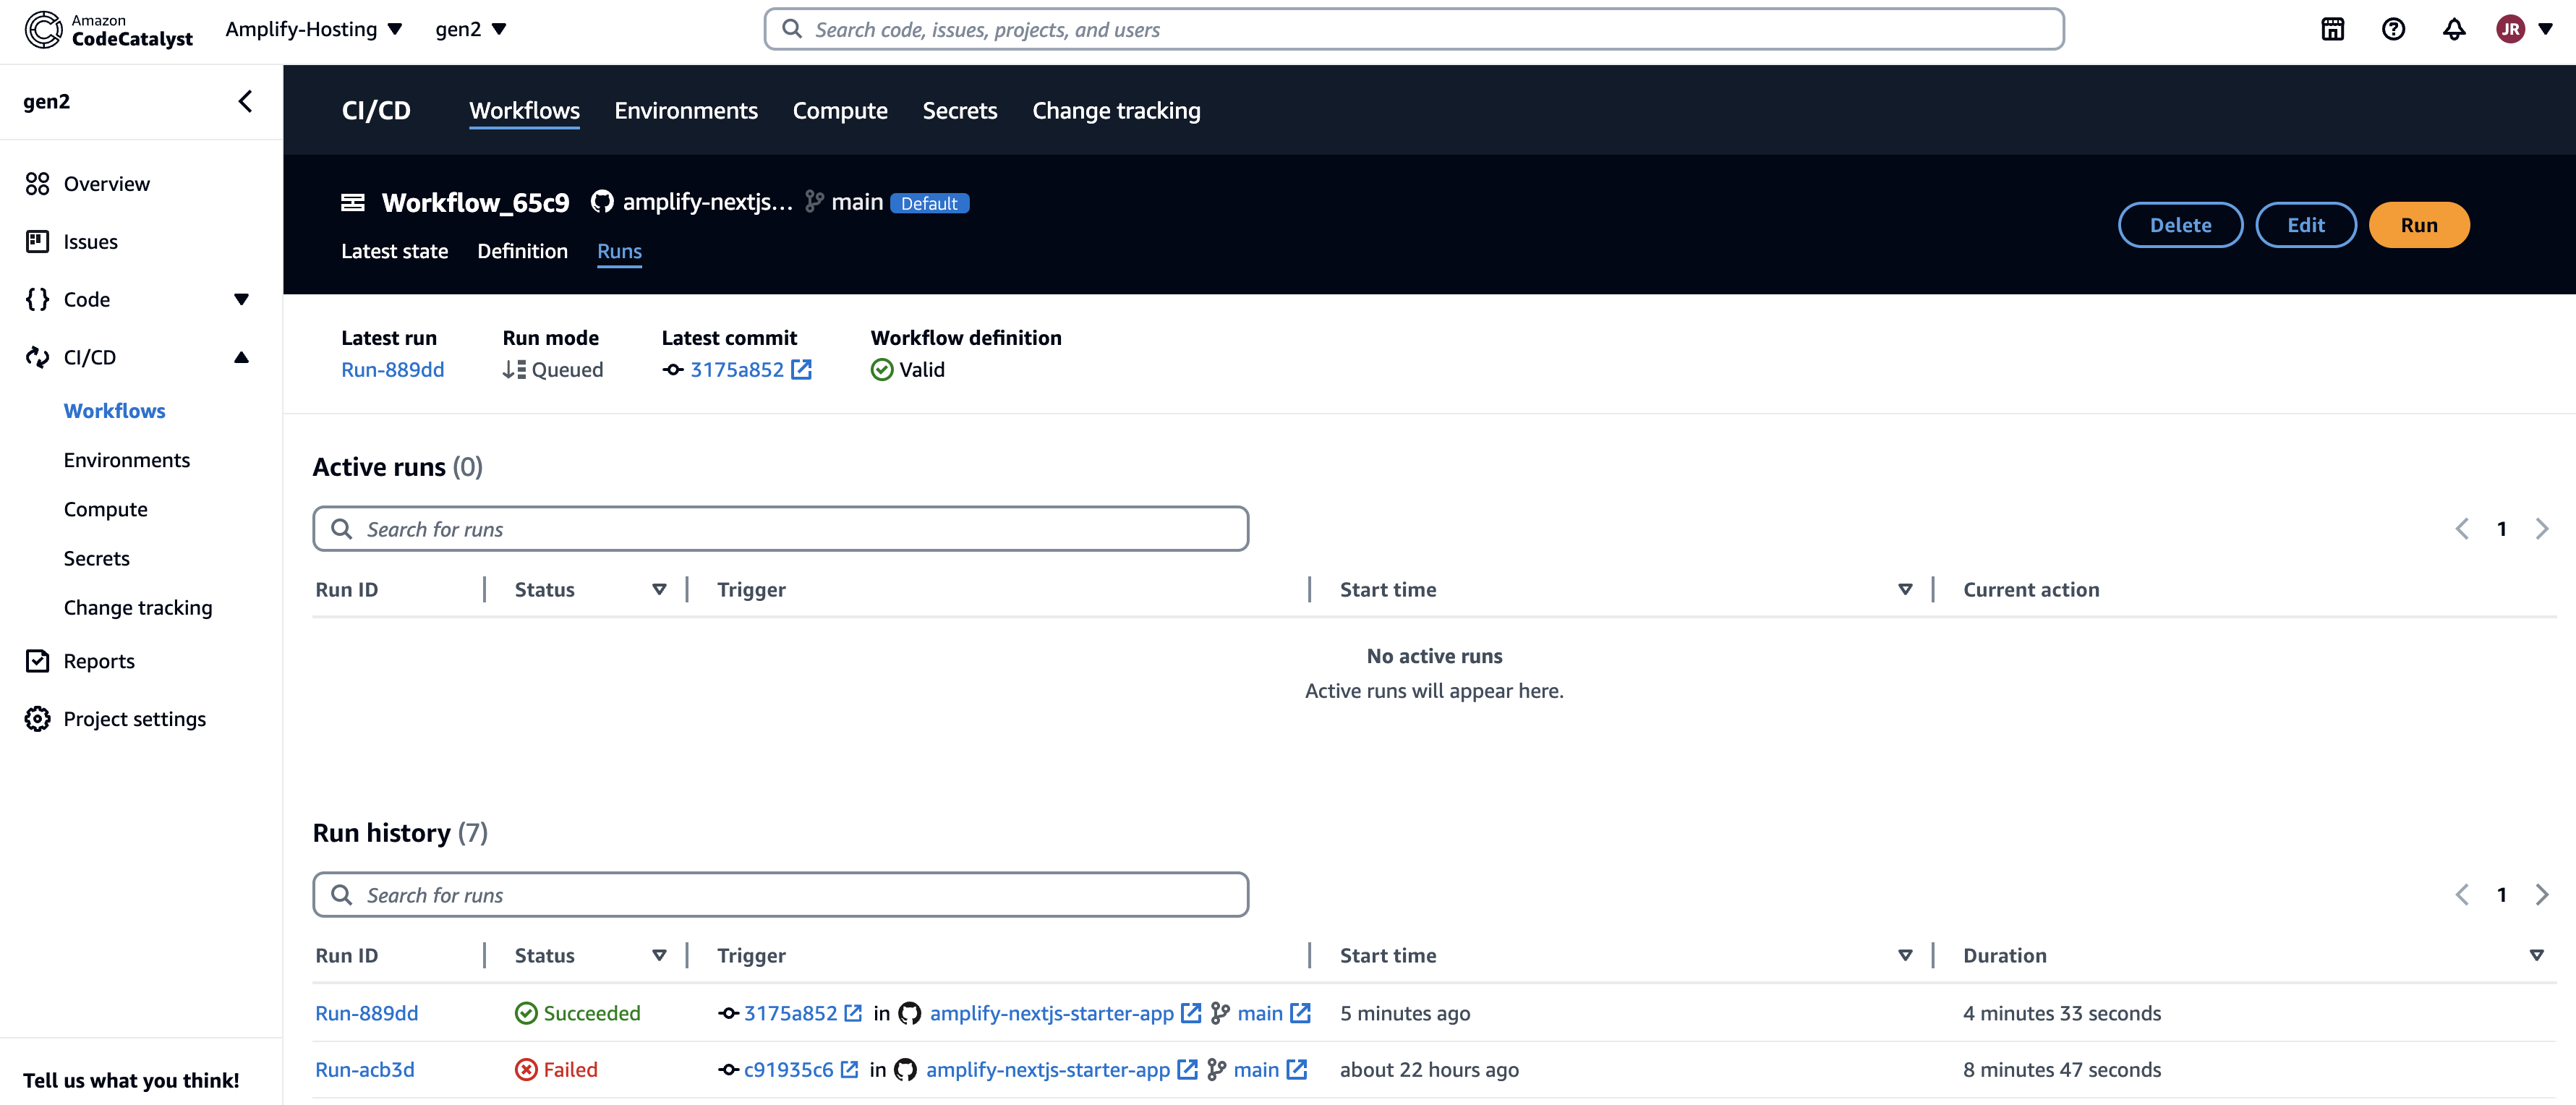 Amazon
CodeCatalyst
Amplify-Hosting
gen2
Search code, issues, projects, and users
JR
gen2
Overview
Issues
Code
CI/CD
Workflows
Environments
Compute
Secrets
Change tracking
Reports
Project settings
Tell us what you think!
CI/CD Workflows Environments Compute Secrets Change tracking
Workflow_65c9 amplify-nextjs... main Default
Latest state Definition Runs
Delete Edit Run
Latest run Run mode Latest commit Workflow definition
Run-889dd Queued 3175a852 Valid
Active runs (0)
Search for runs
1
Run ID Status Trigger Start time Current action
No active runs
Active runs will appear here.
Run history (7)
Search for runs
1
Run ID Status Trigger Start time Duration
Run-889dd Succeeded 3175a852 in amplify-nextjs-starter-app main 5 minutes ago 4 minutes 33 seconds
Run-acb3d Failed c91935c6 in amplify-nextjs-starter-app main about 22 hours ago 8 minutes 47 seconds